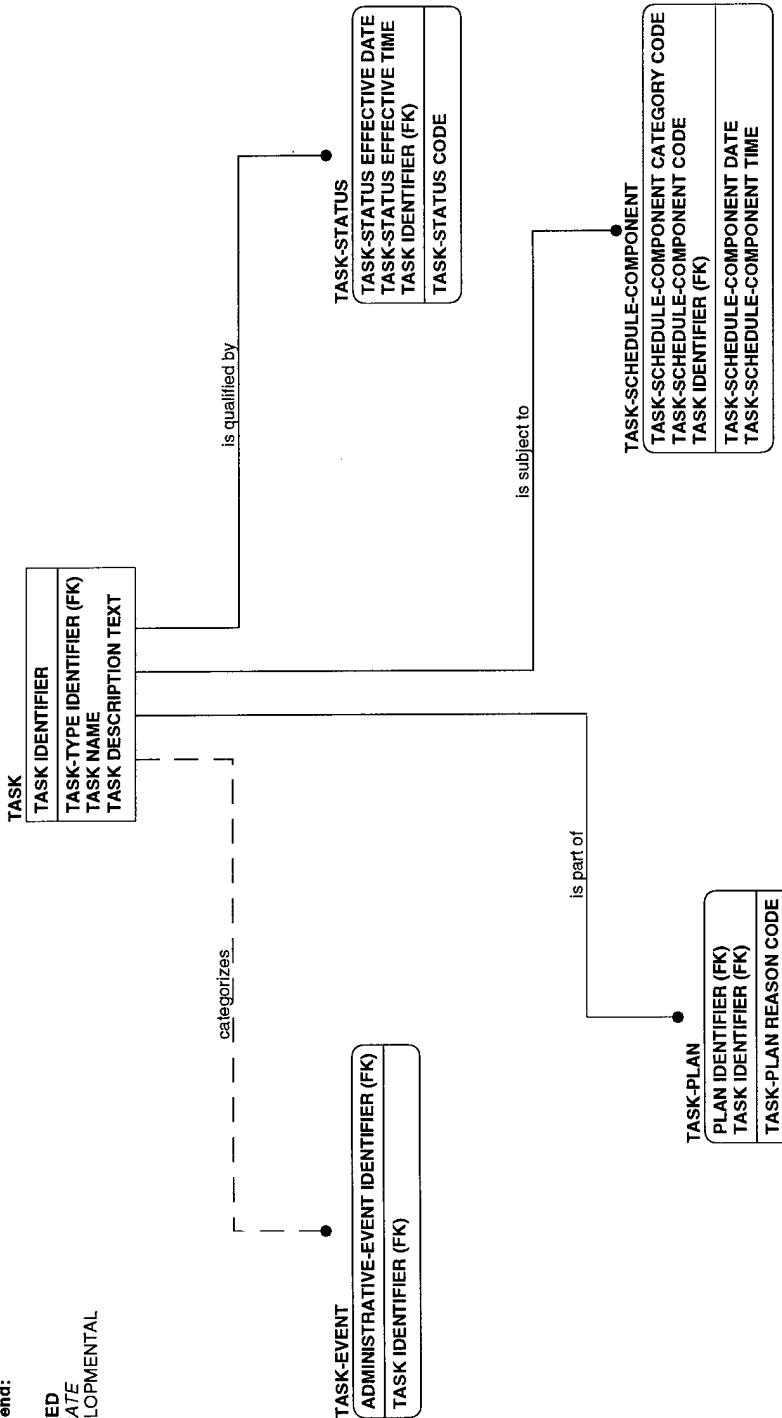 end:
ED
ATE
LOPMENTAL
TASK
TASK IDENTIFIER
TASK-TYPE IDENTIFIER (FK)
TASK NAME
TASK DESCRIPTION TEXT
categorizes
is part of
is subject to
is qualified by
TASK-EVENT
ADMINISTRATIVE-EVENT IDENTIFIER (FK)
TASK IDENTIFIER (FK)
TASK-PLAN
PLAN IDENTIFIER (FK)
TASK IDENTIFIER (FK)
TASK-PLAN REASON CODE
TASK-SCHEDULE-COMPONENT
TASK-SCHEDULE-COMPONENT CATEGORY CODE
TASK-SCHEDULE-COMPONENT CODE
TASK IDENTIFIER (FK)
TASK-SCHEDULE-COMPONENT DATE
TASK-SCHEDULE-COMPONENT TIME
TASK-STATUS
TASK-STATUS EFFECTIVE DATE
TASK-STATUS EFFECTIVE TIME
TASK IDENTIFIER (FK)
TASK-STATUS CODE